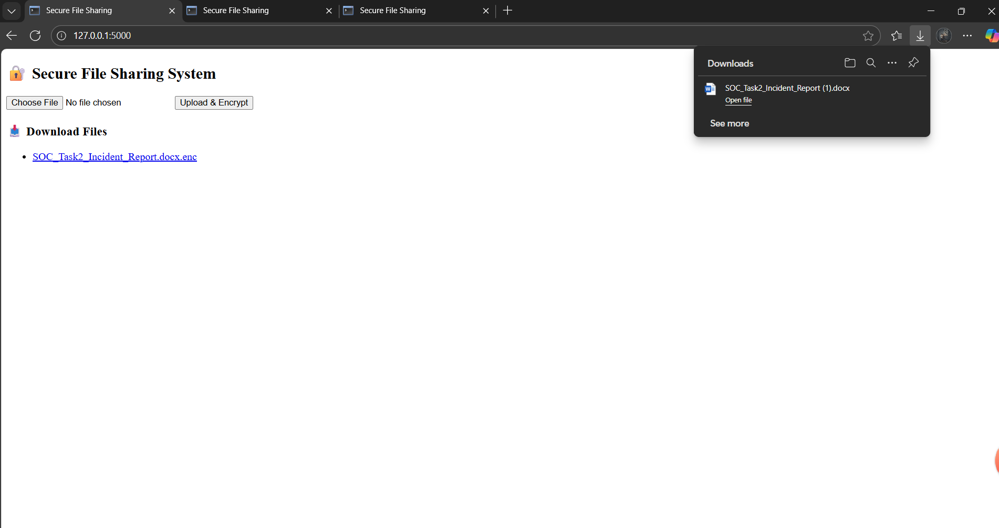 Secure File Sharing
Secure File Sharing
Secure File Sharing
127.0.0.1:5000
Downloads
SOC_Task2_Incident_Report (1).docx
Open file
See more
🔐 Secure File Sharing System
Choose File No file chosen Upload & Encrypt
📥 Download Files
• SOC_Task2_Incident_Report.docx.enc